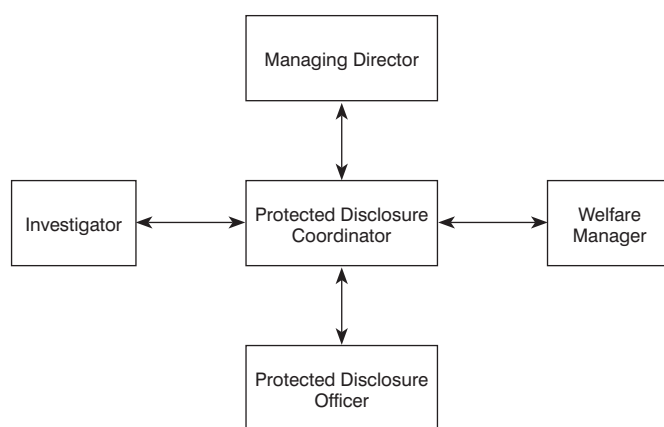 Managing Director
Investigator
Protected Disclosure
Coordinator
Welfare
Manager
Protected Disclosure
Officer